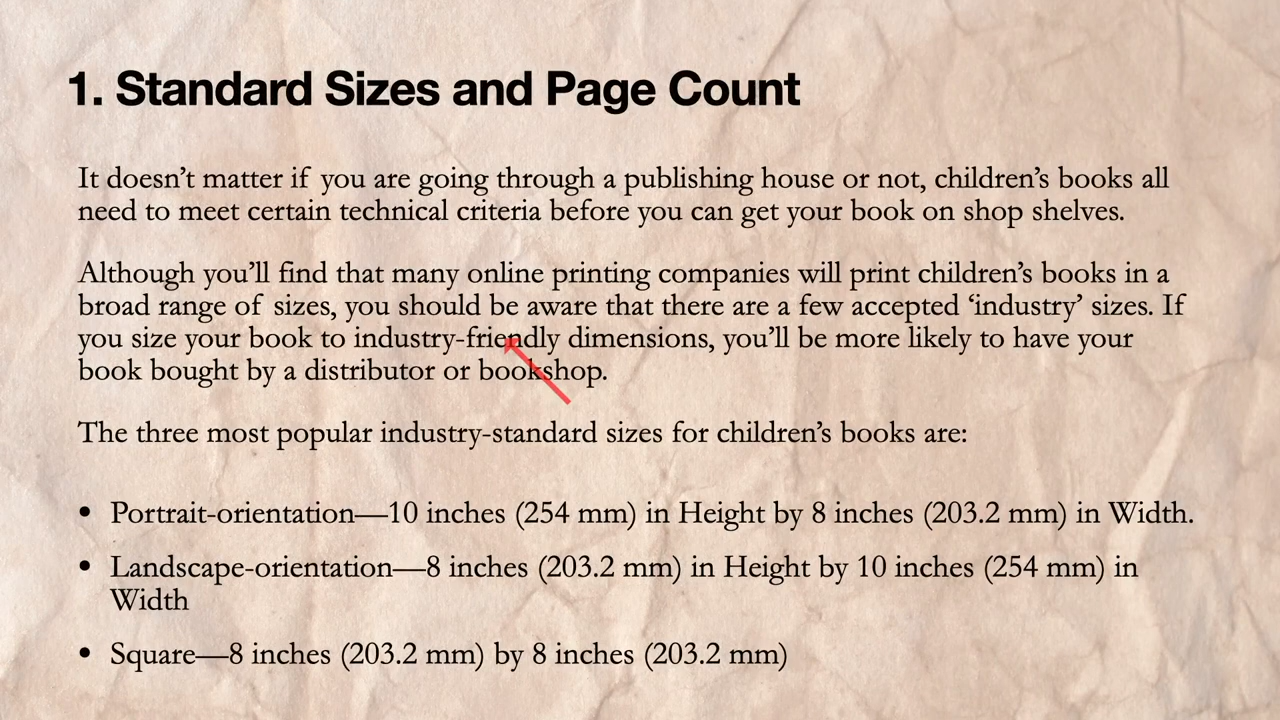 1. Standard Sizes and Page Count
It doesn’t matter if you are going through a publishing house or not, children’s books all
need to meet certain technical criteria before you can get your book on shop shelves.
Although you’ll find that many online printing companies will print children’s books in a
broad range of sizes, you should be aware that there are a few accepted ‘industry’ sizes. If
you size your book to industry-friendly dimensions, you’ll be more likely to have your
book bought by a distributor or bookshop.
The three most popular industry-standard sizes for children’s books are:
• Portrait-orientation—10 inches (254 mm) in Height by 8 inches (203.2 mm) in Width.
• Landscape-orientation—8 inches (203.2 mm) in Height by 10 inches (254 mm) in
Width
• Square—8 inches (203.2 mm) by 8 inches (203.2 mm)